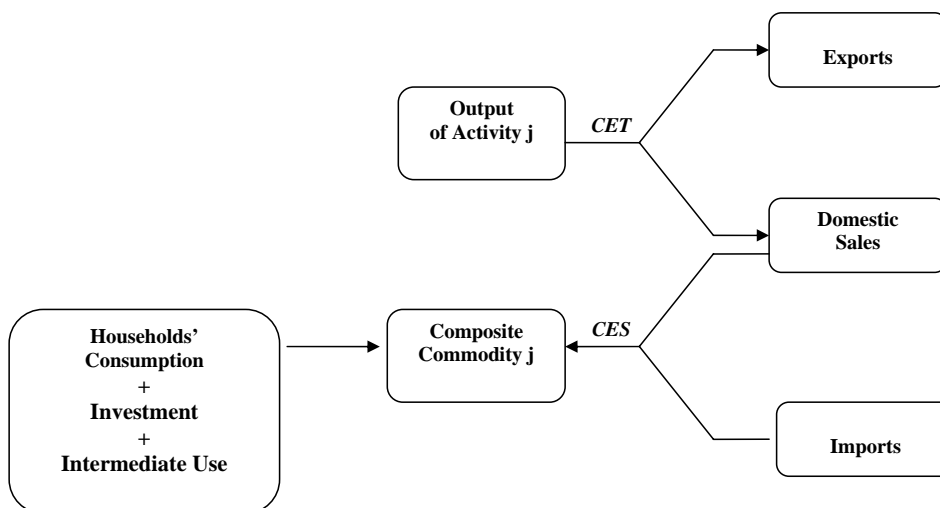 Exports
Output
of Activity j
CET
Domestic
Sales
Households'
Consumption
+
Investment
+
Intermediate Use
Composite
Commodity j
CES
Imports